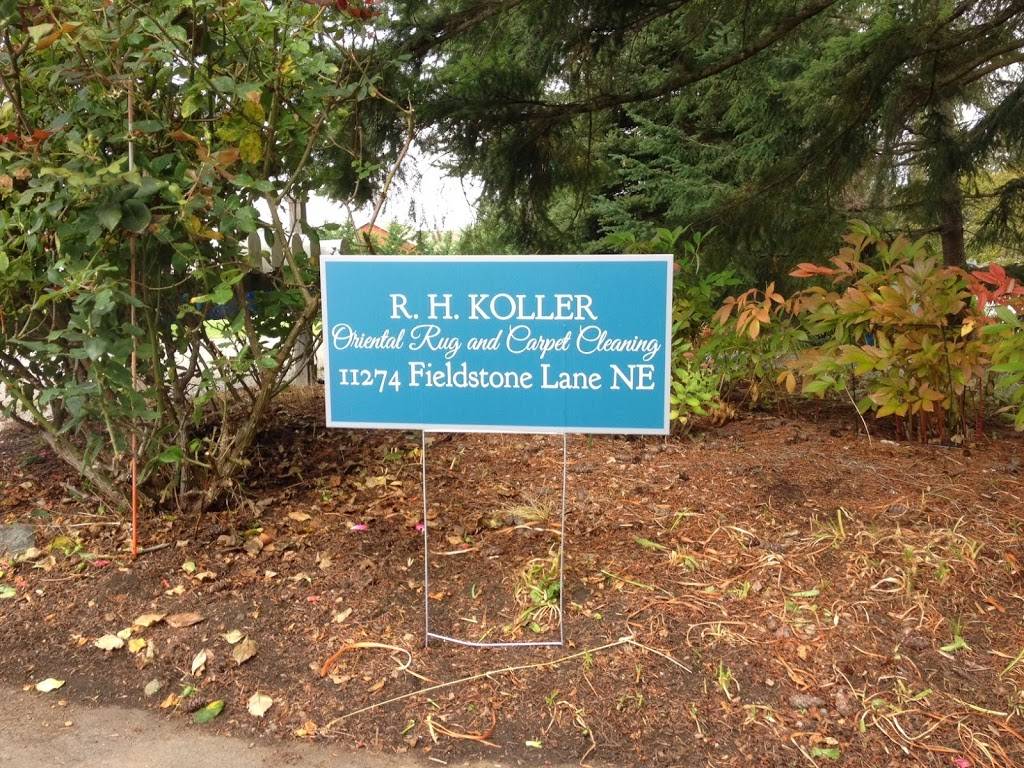 R. H. KOLLER
Oriental Rug and Carpet Cleaning
11274 Fieldstone Lane NE